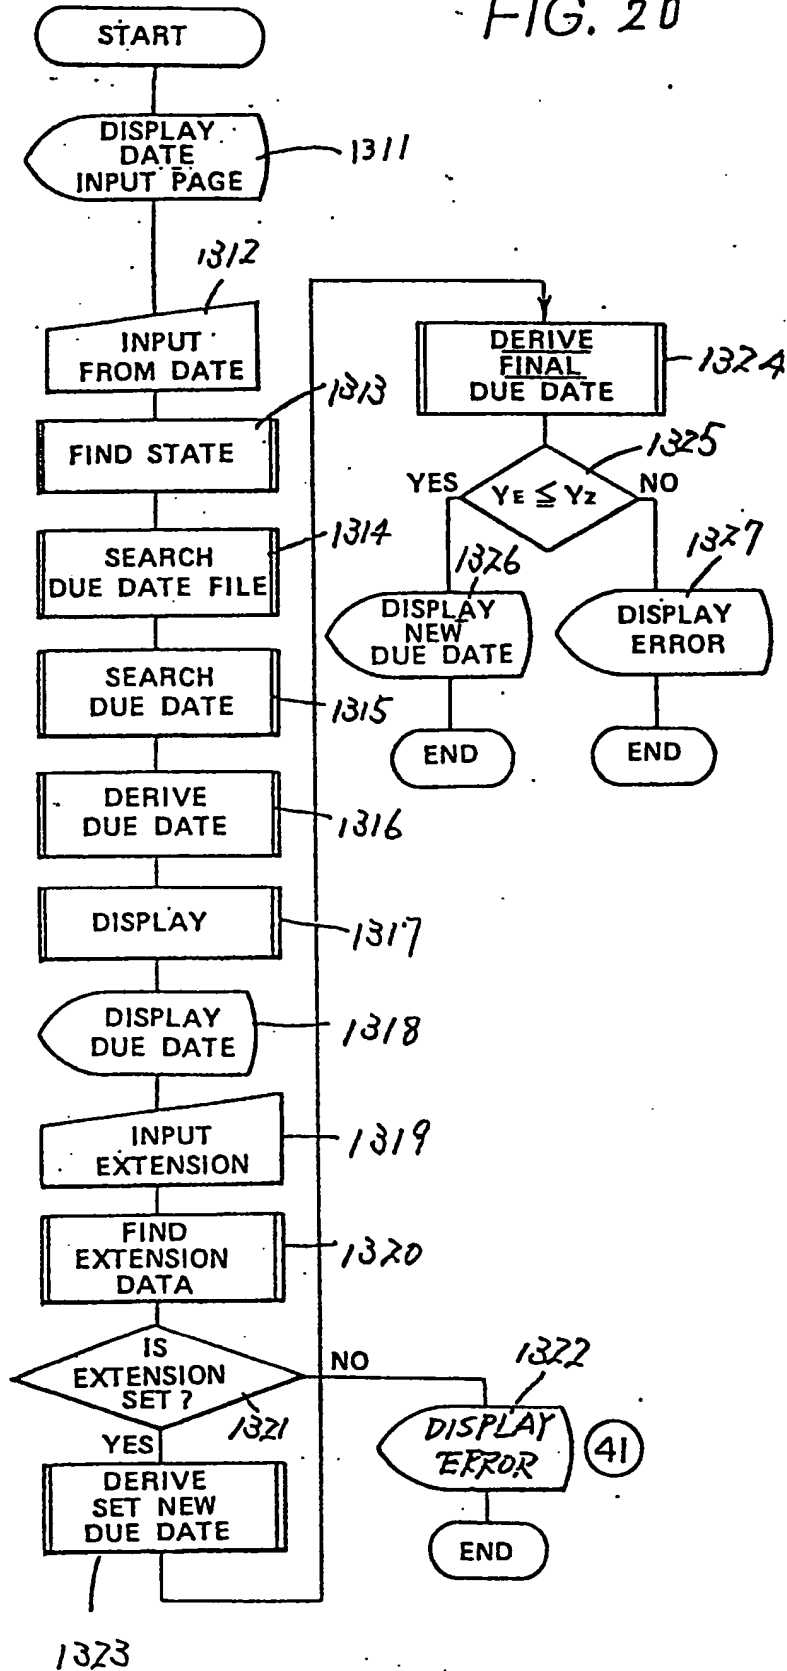 FIG. 20
START
DISPLAY
DATE
INPUT PAGE
1311
1312
INPUT
FROM DATE
1313
FIND STATE
1314
SEARCH
DUE DATE FILE
SEARCH
DUE DATE
1315
DERIVE
DUE DATE
1316
DISPLAY
1317
DISPLAY
DUE DATE
1318
INPUT
EXTENSION
1319
FIND
EXTENSION
DATA
1320
IS
EXTENSION
SET?
1321
NO
YES
1322
DISPLAY
ERROR
41
END
DERIVE
SET NEW
DUE DATE
1323
DERIVE
FINAL
DUE DATE
1324
1325
YES
YE ≦ YZ
NO
1326
DISPLAY
NEW
DUE DATE
END
1327
DISPLAY
ERROR
END